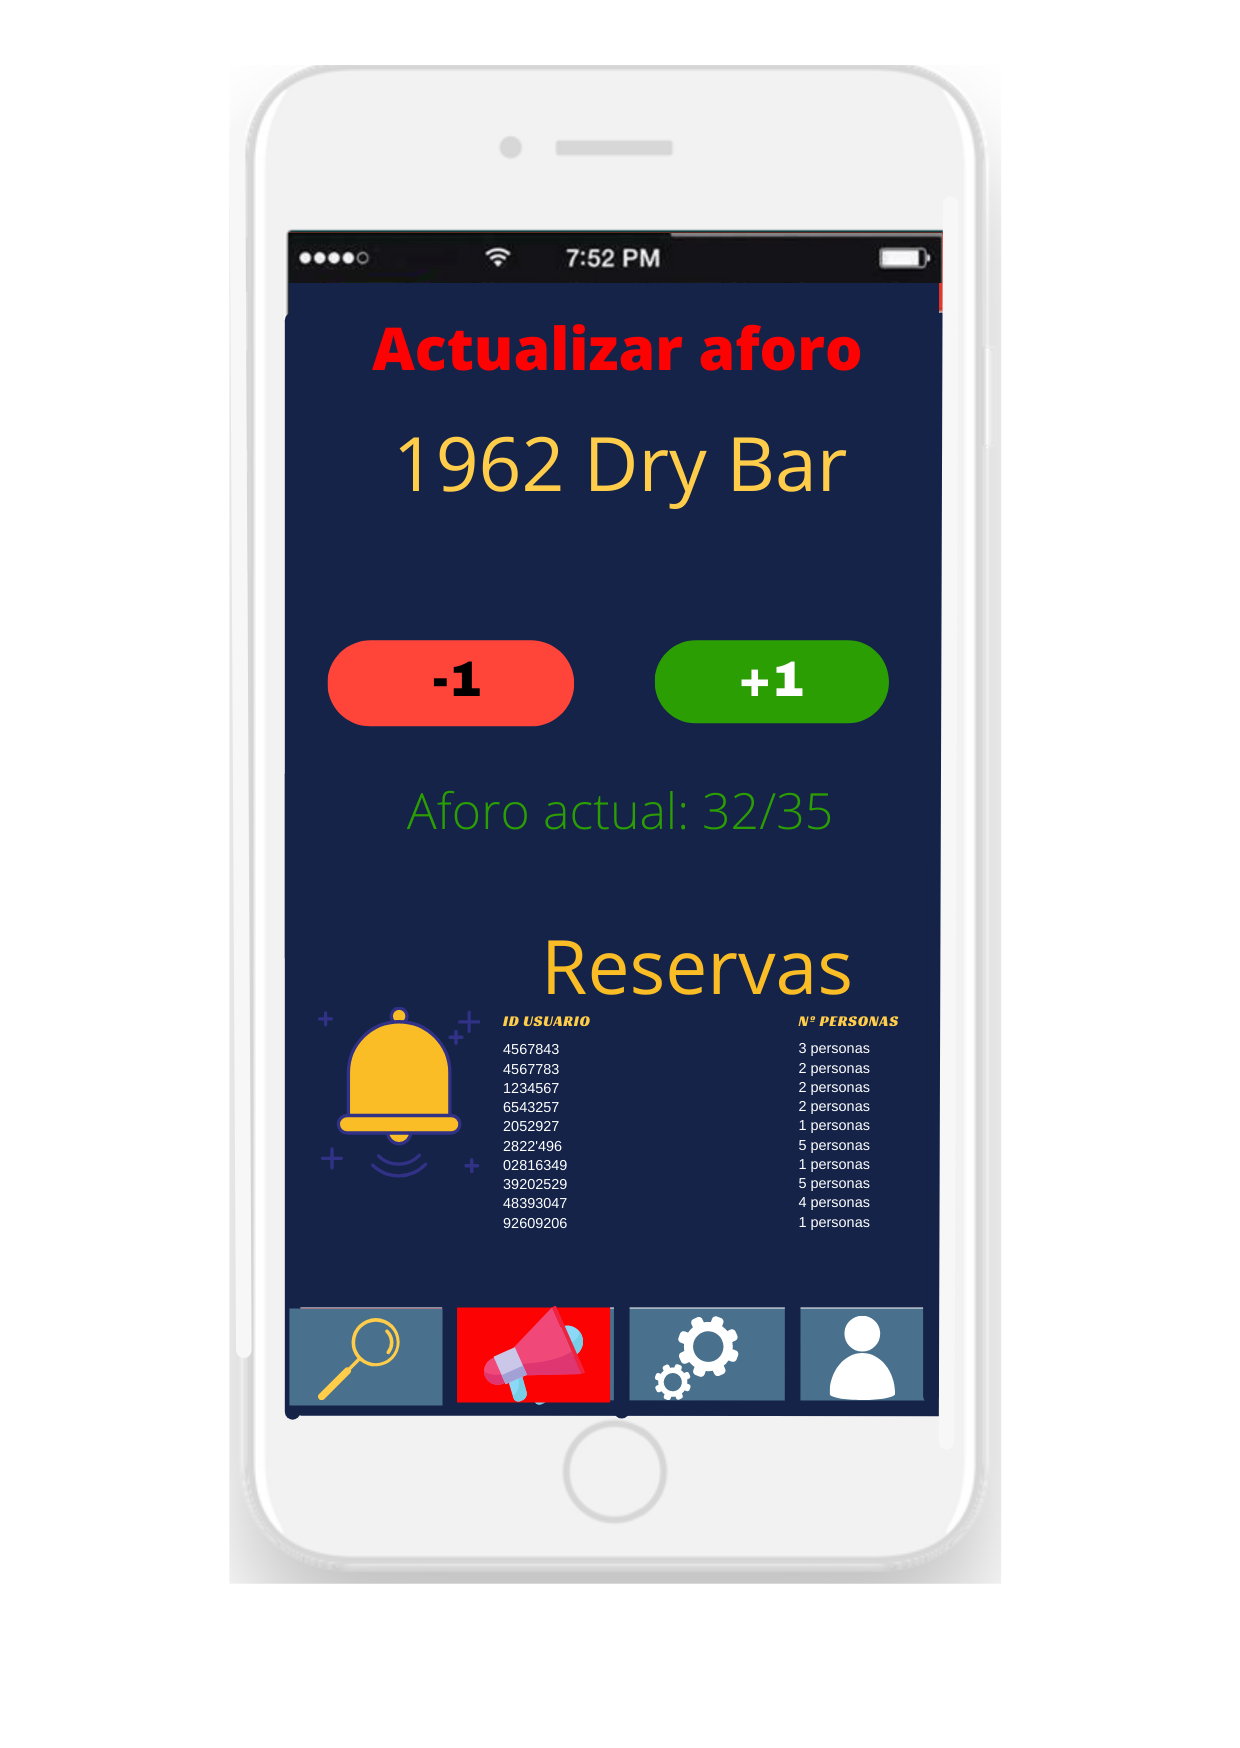 7:52 PM
Actualizar aforo
1962 Dry Bar
-1 +1
Aforo actual: 32/35
Reservas
ID USUARIO Nº PERSONAS
4567843 3 personas
4567783 2 personas
1234567 2 personas
6543257 2 personas
2052927 1 personas
2822'496 5 personas
02816349 1 personas
39202529 5 personas
48393047 4 personas
92609206 1 personas